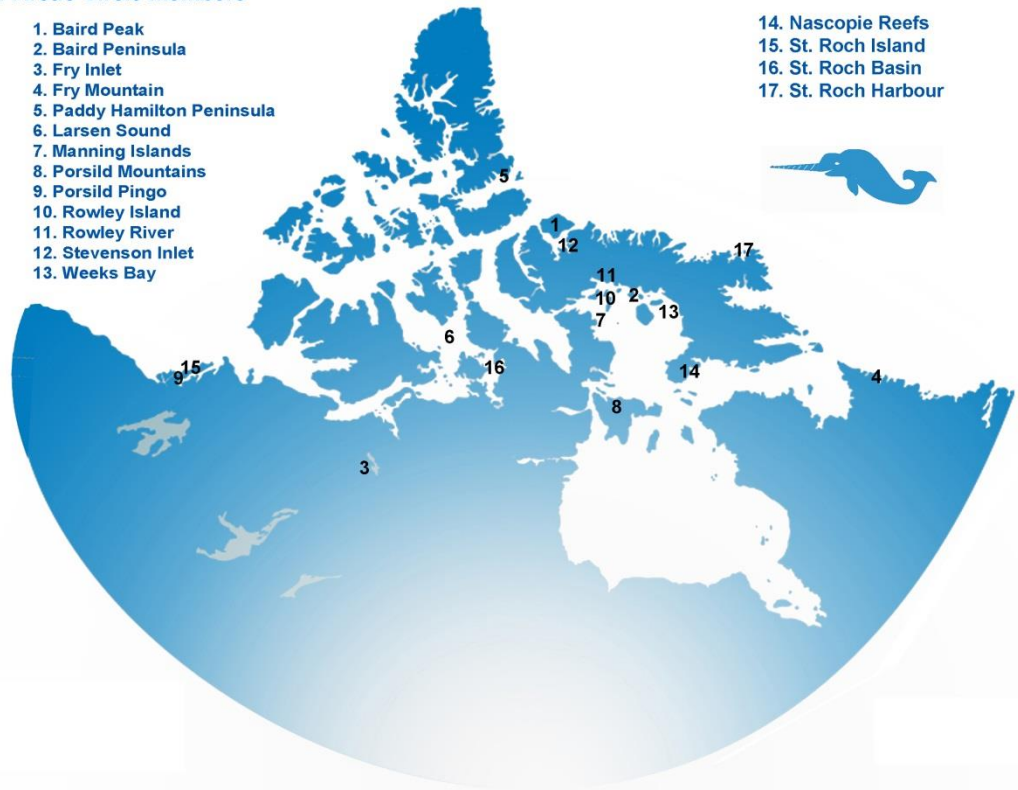 1. Baird Peak
2. Baird Peninsula
3. Fry Inlet
4. Fry Mountain
5. Paddy Hamilton Peninsula
6. Larsen Sound
7. Manning Islands
8. Porsild Mountains
9. Porsild Pingo
10. Rowley Island
11. Rowley River
12. Stevenson Inlet
13. Weeks Bay
14. Nascopie Reefs
15. St. Roch Island
16. St. Roch Basin
17. St. Roch Harbour
5
1
12
17
11
10
2
7
13
6
15
9
16
14
4
8
3